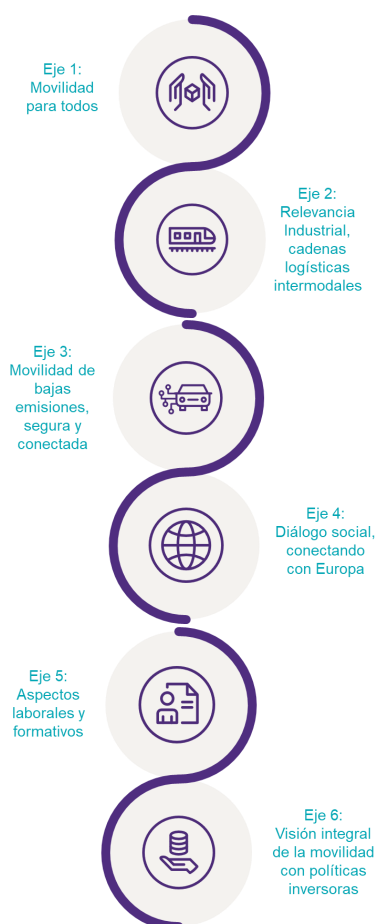 Eje 1:
Movilidad
para todos
Eje 2:
Relevancia
Industrial,
cadenas
logísticas
intermodales
Eje 3:
Movilidad de
bajas
emisiones,
segura y
conectada
Eje 4:
Diálogo social,
conectando
con Europa
Eje 5:
Aspectos
laborales y
formativos
Eje 6:
Visión integral
de la movilidad
con políticas
inversoras